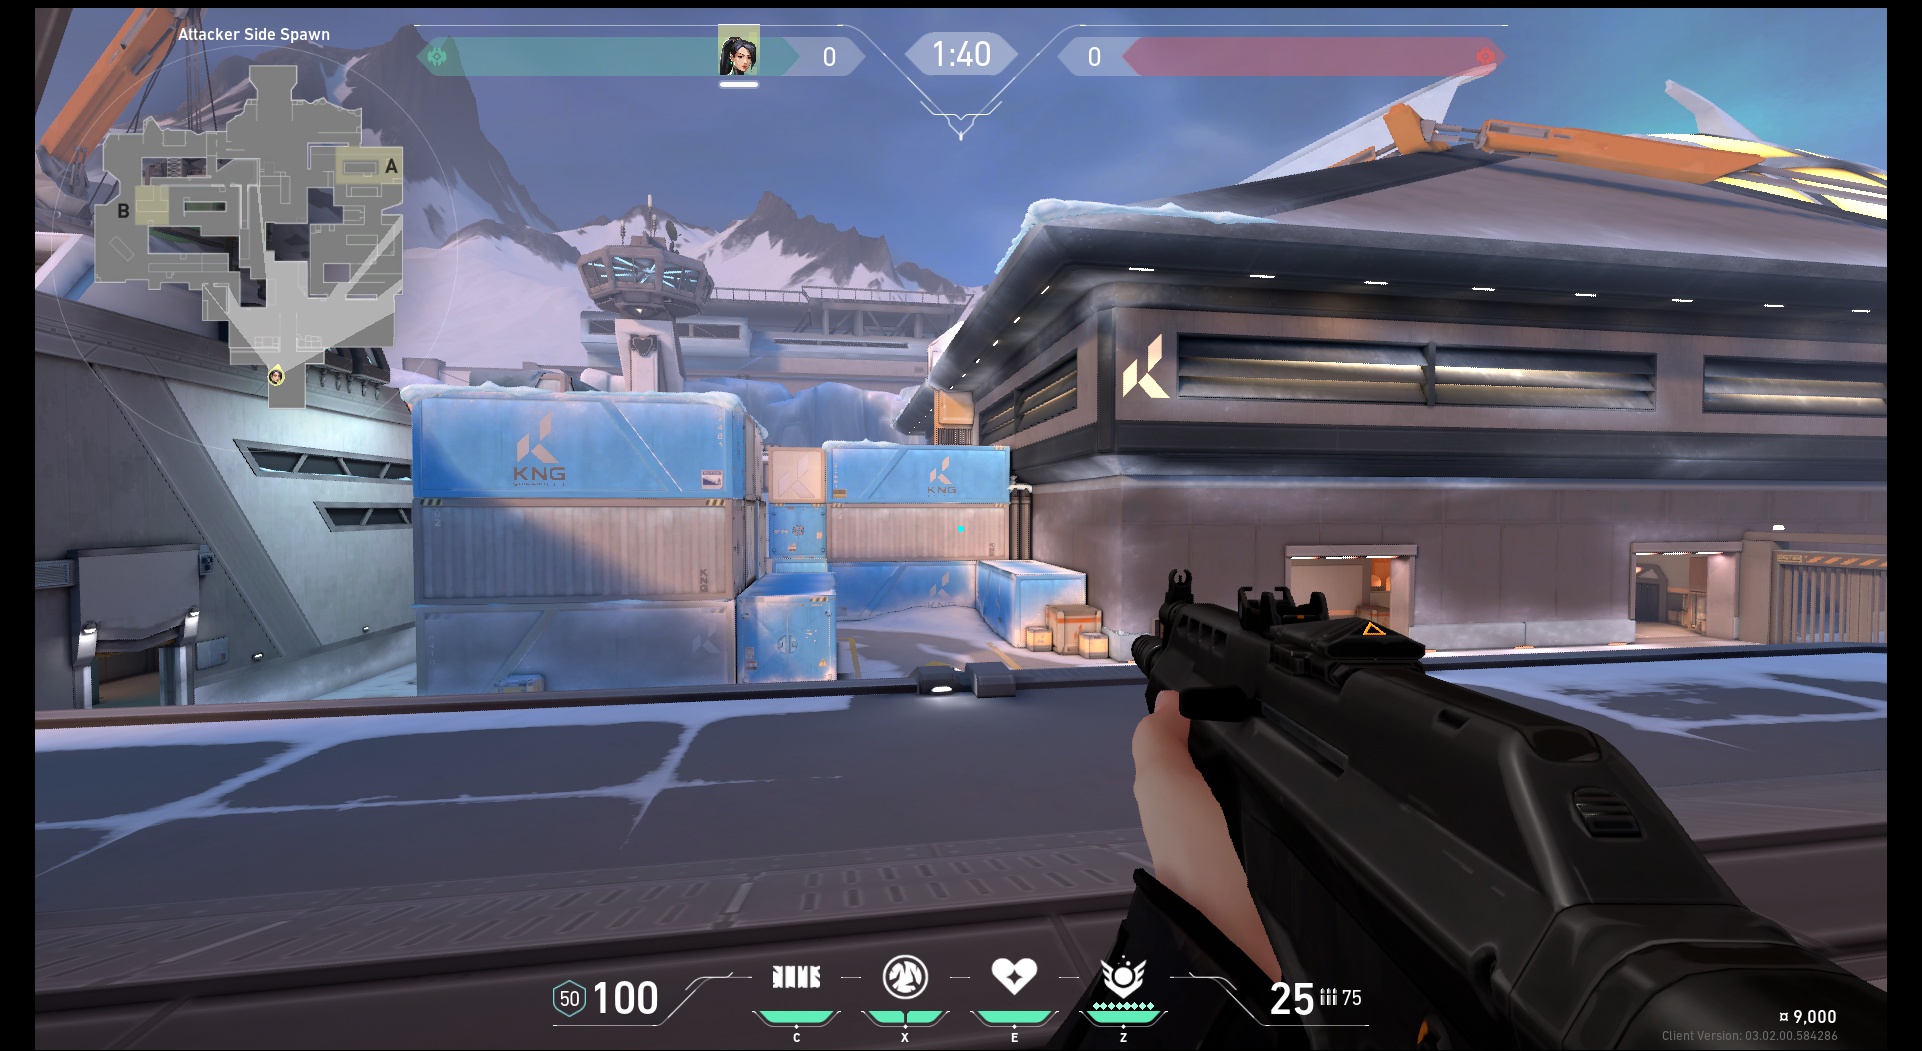 Attacker Side Spawn
0
1:40
0
A
B
KNG
KNG
KNG
50
100
25
75
C
X
E
Z
¤ 9,000
Client Version: 03.02.00.584286